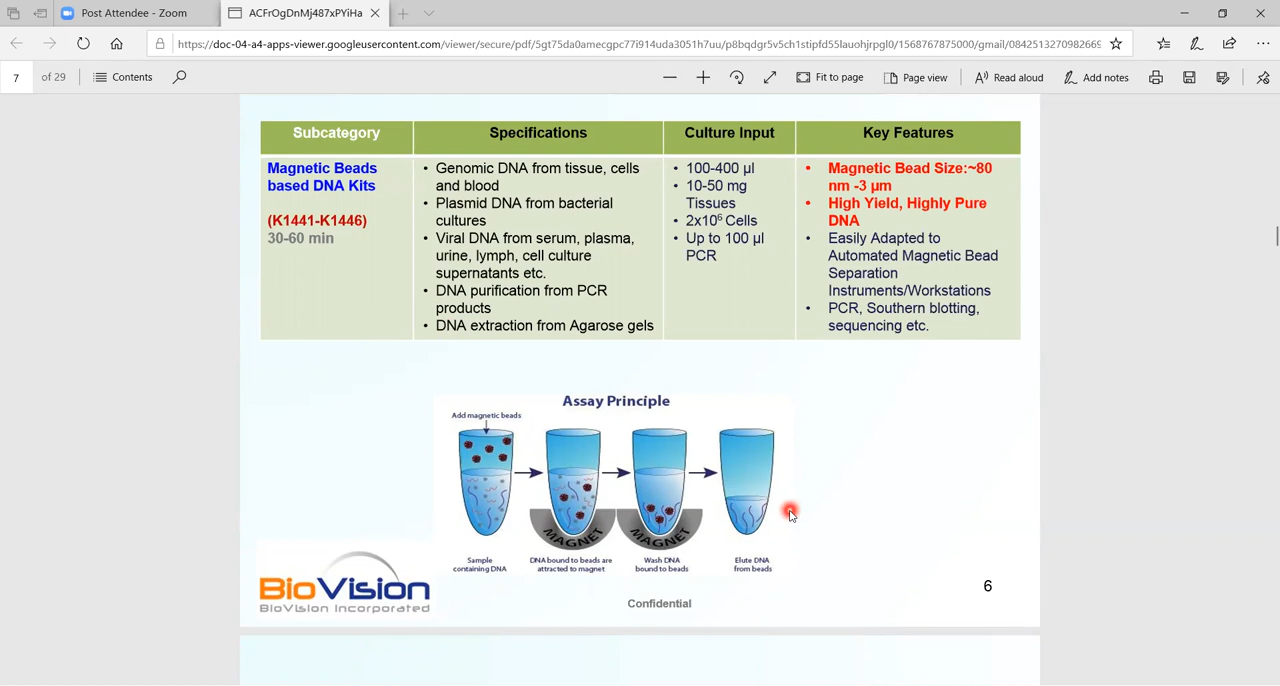 Post Attendee - Zoom
ACFrOgDnMj487xPYiHa
https://doc-04-a4-apps-viewer.googleusercontent.com/viewer/secure/pdf/5gt75da0amecgpc77i914uda3051h7uu/p8bqdgr5v5ch1stipfd55lauohjrpgl0/1568767875000/gmail/0842513270982669
7 of 29 Contents Fit to page Page view Read aloud Add notes
Subcategory Specifications Culture Input Key Features
Magnetic Beads
based DNA Kits
(K1441-K1446)
30-60 min
• Genomic DNA from tissue, cells
and blood
• Plasmid DNA from bacterial
cultures
• Viral DNA from serum, plasma,
urine, lymph, cell culture
supernatants etc.
• DNA purification from PCR
products
• DNA extraction from Agarose gels
• 100-400 µl
• 10-50 mg
Tissues
• 2x10⁶ Cells
• Up to 100 µl
PCR
• Magnetic Bead Size:~80
nm -3 µm
• High Yield, Highly Pure
DNA
• Easily Adapted to
Automated Magnetic Bead
Separation
Instruments/Workstations
• PCR, Southern blotting,
sequencing etc.
Assay Principle
Add magnetic beads
MAGNET
MAGNET
Sample
containing DNA
DNA bound to beads are
attracted to magnet
Wash DNA
bound to beads
Elute DNA
from beads
BioVision
BioVision Incorporated
Confidential
6